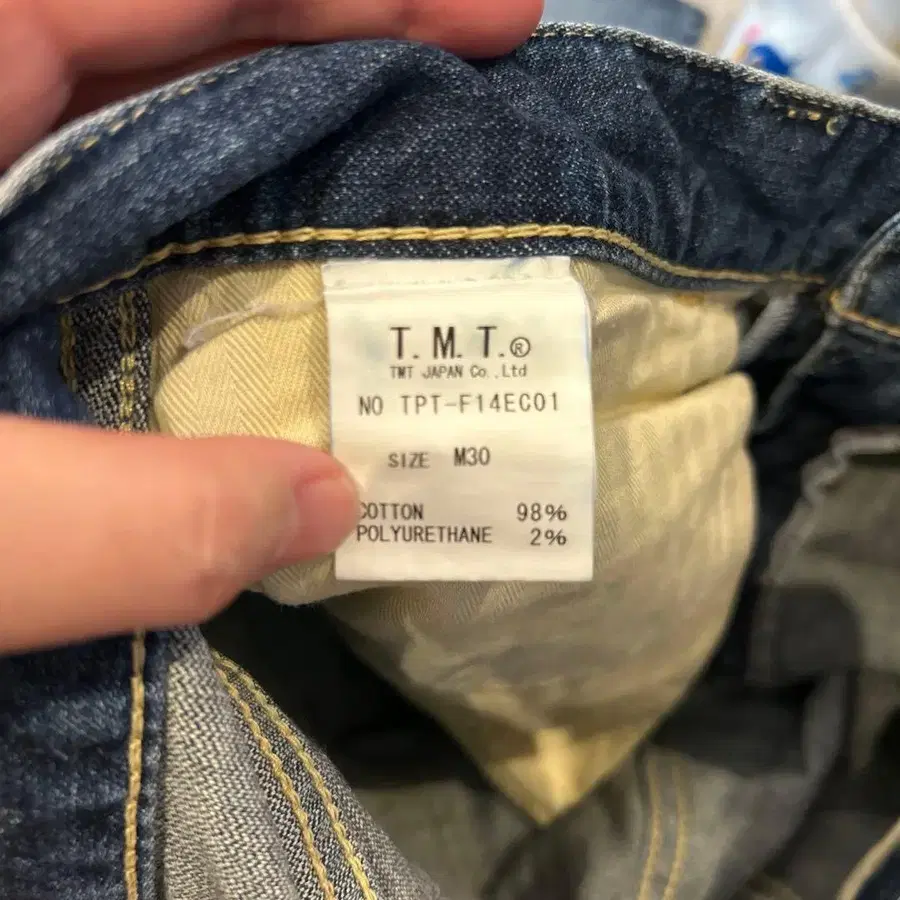 T.M.T.®
TMT JAPAN Co.,Ltd
NO TPT-F14EC01
SIZE M30
COTTON 98%
POLYURETHANE 2%